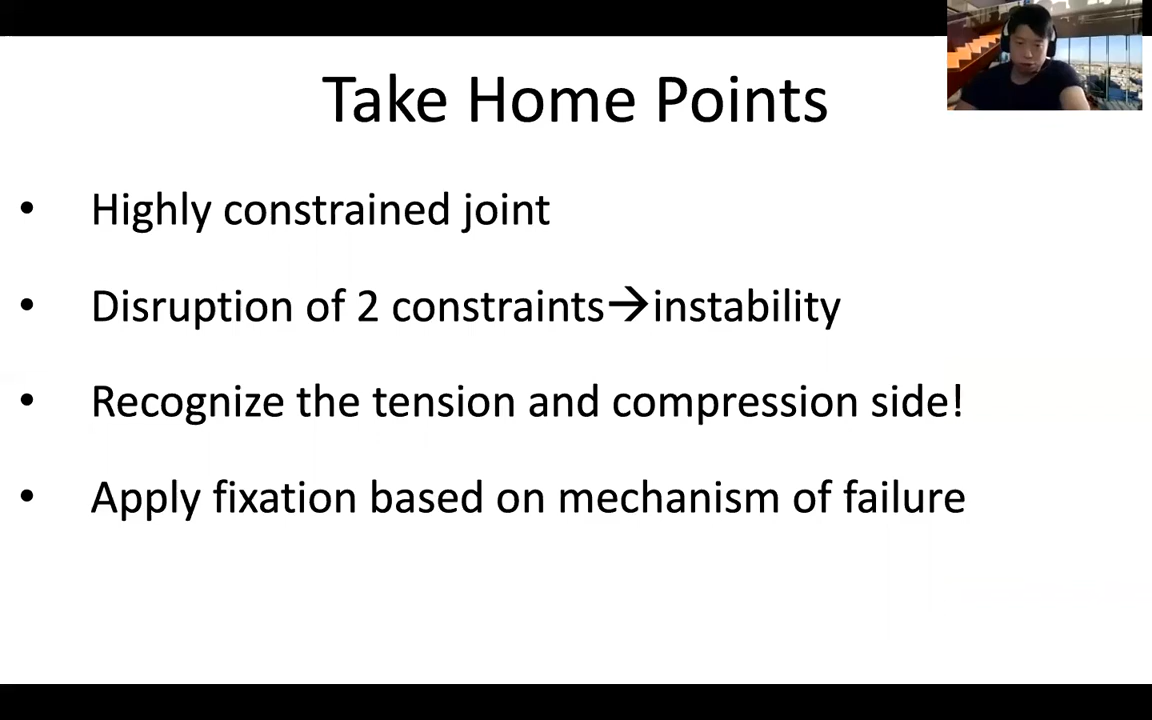 Take Home Points
• Highly constrained joint
• Disruption of 2 constraints→instability
• Recognize the tension and compression side!
• Apply fixation based on mechanism of failure